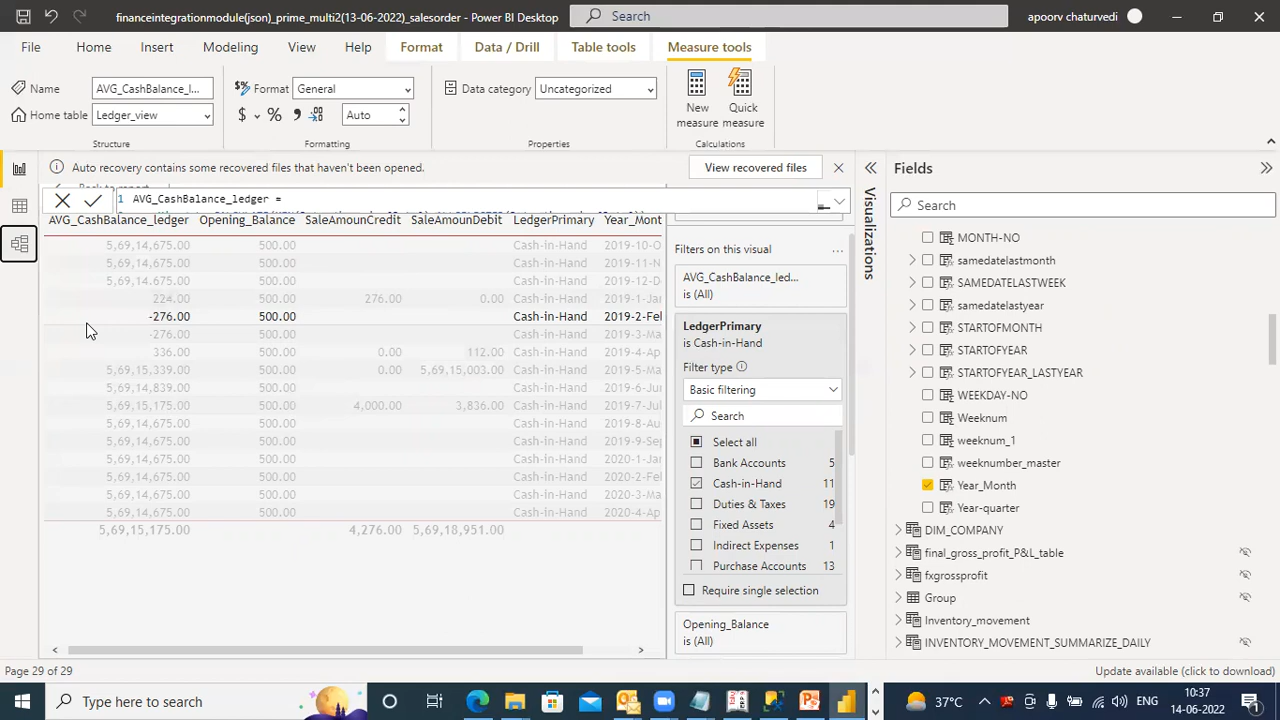 financeintegrationmodule(json)_prime_multi2(13-06-2022)_salesorder - Power BI Desktop
Search
apoorv chaturvedi
File Home Insert Modeling View Help Format Data / Drill Table tools Measure tools
Name AVG_CashBalance_l...
Home table Ledger_view
Structure
Format General
$ % Auto
Formatting
Data category Uncategorized
Properties
New measure
Quick measure
Calculations
Auto recovery contains some recovered files that haven't been opened.
View recovered files
Back to report
1 AVG_CashBalance_ledger =
AVG_CashBalance_ledger Opening_Balance SaleAmounCredit SaleAmounDebit LedgerPrimary Year_Mont
5,69,14,675.00 500.00 Cash-in-Hand 2019-10-O
5,69,14,675.00 500.00 Cash-in-Hand 2019-11-N
5,69,14,675.00 500.00 Cash-in-Hand 2019-12-D
224.00 500.00 276.00 0.00 Cash-in-Hand 2019-1-Jan
-276.00 500.00 Cash-in-Hand 2019-2-Fel
-276.00 500.00 Cash-in-Hand 2019-3-Ma
336.00 500.00 0.00 112.00 Cash-in-Hand 2019-4-Ap
5,69,15,339.00 500.00 0.00 5,69,15,003.00 Cash-in-Hand 2019-5-Ma
5,69,14,839.00 500.00 Cash-in-Hand 2019-6-Jun
5,69,15,175.00 500.00 4,000.00 3,836.00 Cash-in-Hand 2019-7-Jul
5,69,14,675.00 500.00 Cash-in-Hand 2019-8-Au
5,69,14,675.00 500.00 Cash-in-Hand 2019-9-Sep
5,69,14,675.00 500.00 Cash-in-Hand 2020-1-Jan
5,69,14,675.00 500.00 Cash-in-Hand 2020-2-Fel
5,69,14,675.00 500.00 Cash-in-Hand 2020-3-Ma
5,69,14,675.00 500.00 Cash-in-Hand 2020-4-Ap
5,69,15,175.00 4,276.00 5,69,18,951.00
Filters on this visual ...
AVG_CashBalance_led...
is (All)
LedgerPrimary
is Cash-in-Hand
Filter type
Basic filtering
Search
Select all
Bank Accounts 5
Cash-in-Hand 11
Duties & Taxes 19
Fixed Assets 4
Indirect Expenses 1
Purchase Accounts 13
Require single selection
Opening_Balance
is (All)
Visualizations
Fields
Search
MONTH-NO
samedatelastmonth
SAMEDATELASTWEEK
samedatelastyear
STARTOFMONTH
STARTOFYEAR
STARTOFYEAR_LASTYEAR
WEEKDAY-NO
Weeknum
weeknum_1
weeknumber_master
Year_Month
Year-quarter
DIM_COMPANY
final_gross_profit_P&L_table
fxgrossprofit
Group
Inventory_movement
INVENTORY_MOVEMENT_SUMMARIZE_DAILY
Page 29 of 29
Update available (click to download)
Type here to search
37°C
ENG
10:37
14-06-2022
1